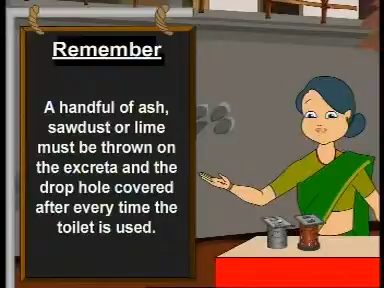 Remember
A handful of ash,
sawdust or lime
must be thrown on
the excreta and the
drop hole covered
after every time the
toilet is used.